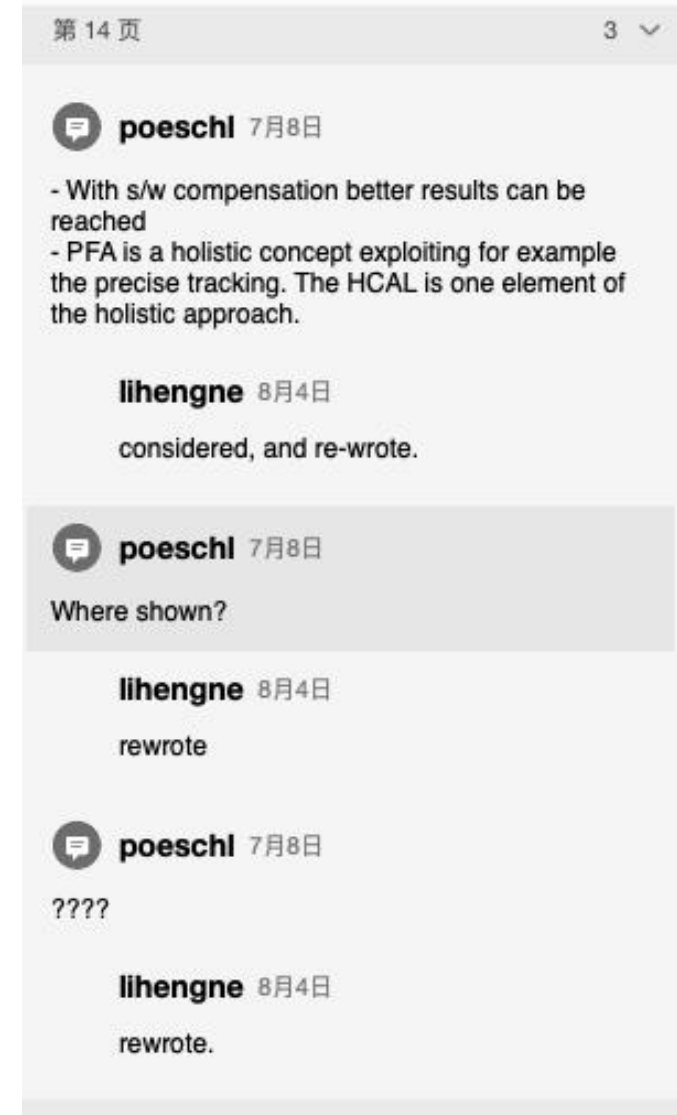 第 14 页 3
poeschl 7月8日
- With s/w compensation better results can be
reached
- PFA is a holistic concept exploiting for example
the precise tracking. The HCAL is one element of
the holistic approach.
lihengne 8月4日
considered, and re-wrote.
poeschl 7月8日
Where shown?
lihengne 8月4日
rewrote
poeschl 7月8日
????
lihengne 8月4日
rewrote.